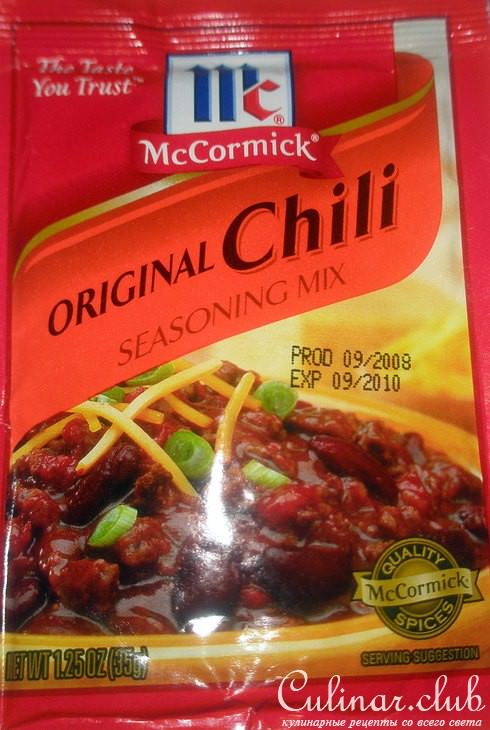 The Taste
You Trust™
Mc
®
McCormick®
ORIGINAL Chili
SEASONING MIX
PROD 09/2008
EXP 09/2010
QUALITY
McCormick®
SPICES
NET WT 1.25 OZ (35g)
SERVING SUGGESTION
Culinar.club
кулинарные рецепты со всего света